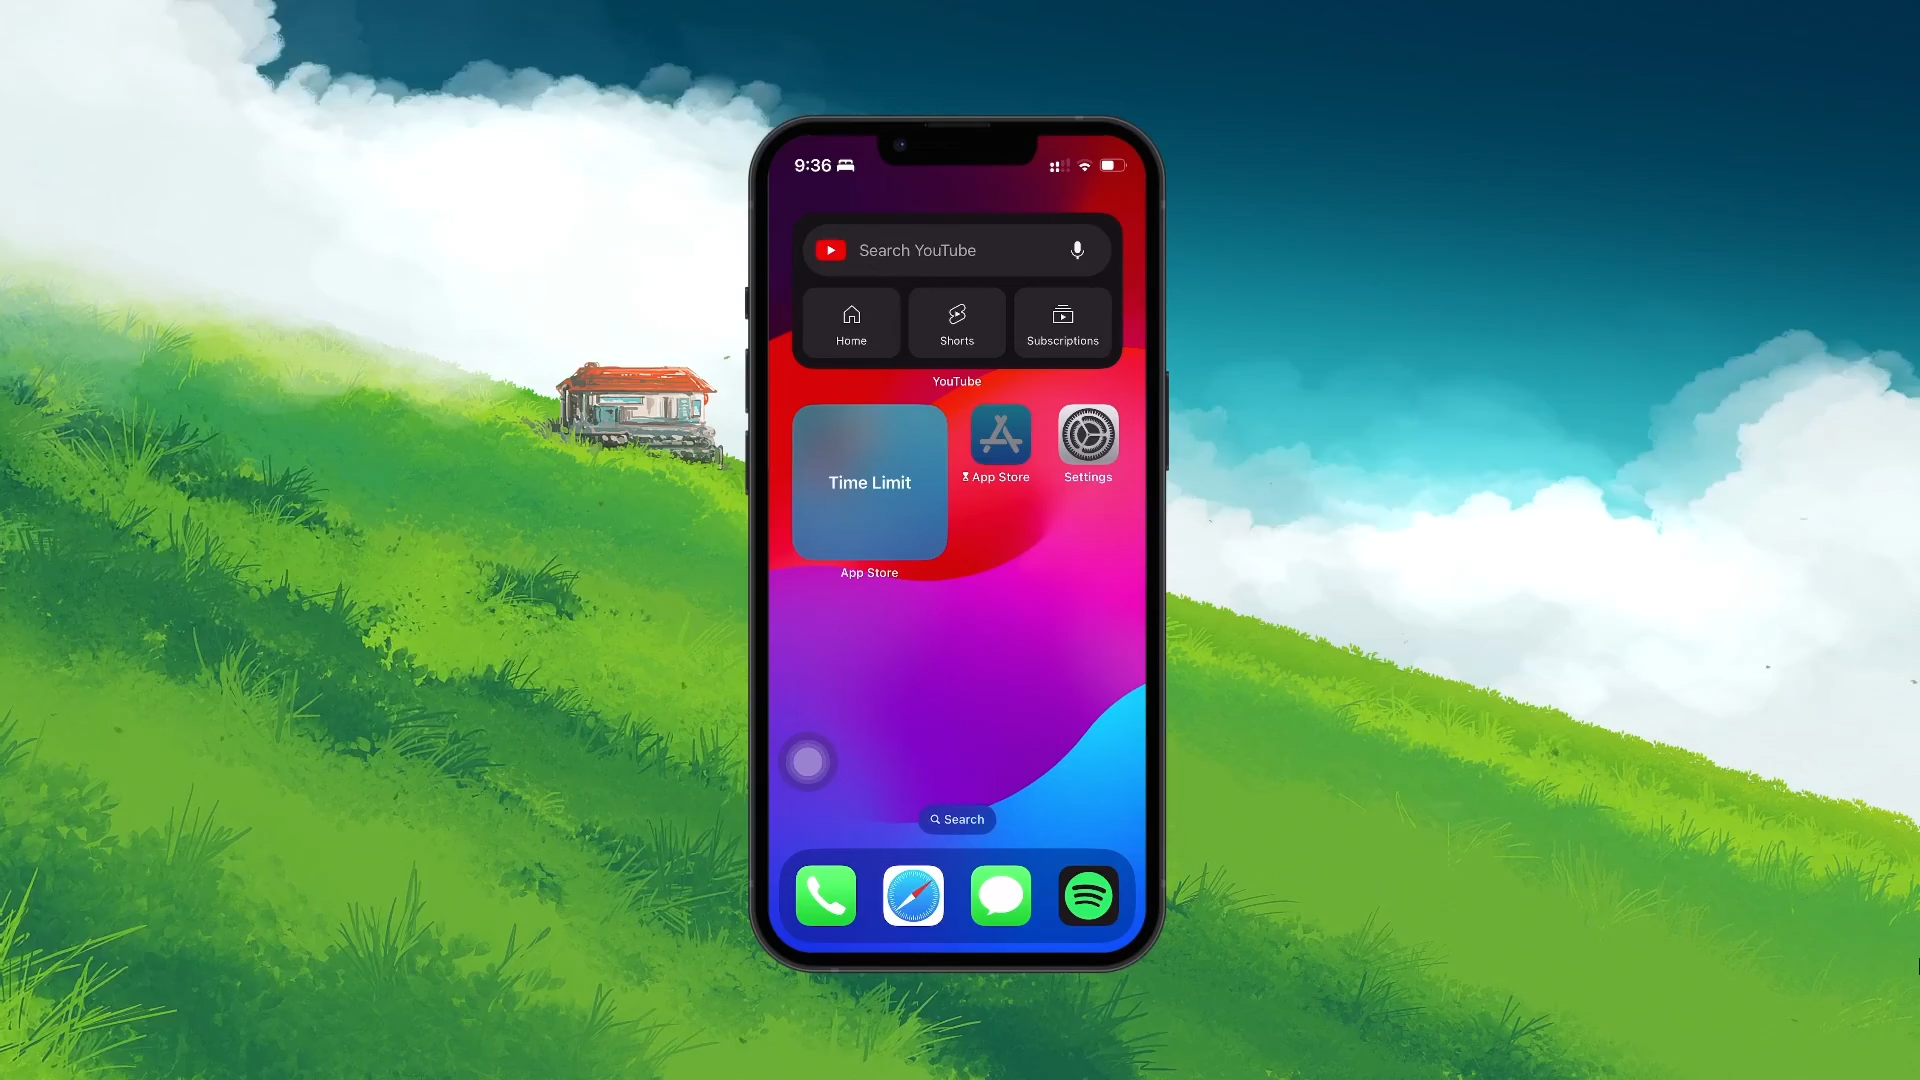 9:36
Search YouTube
Home
Shorts
Subscriptions
YouTube
Time Limit
App Store
Settings
App Store
Search